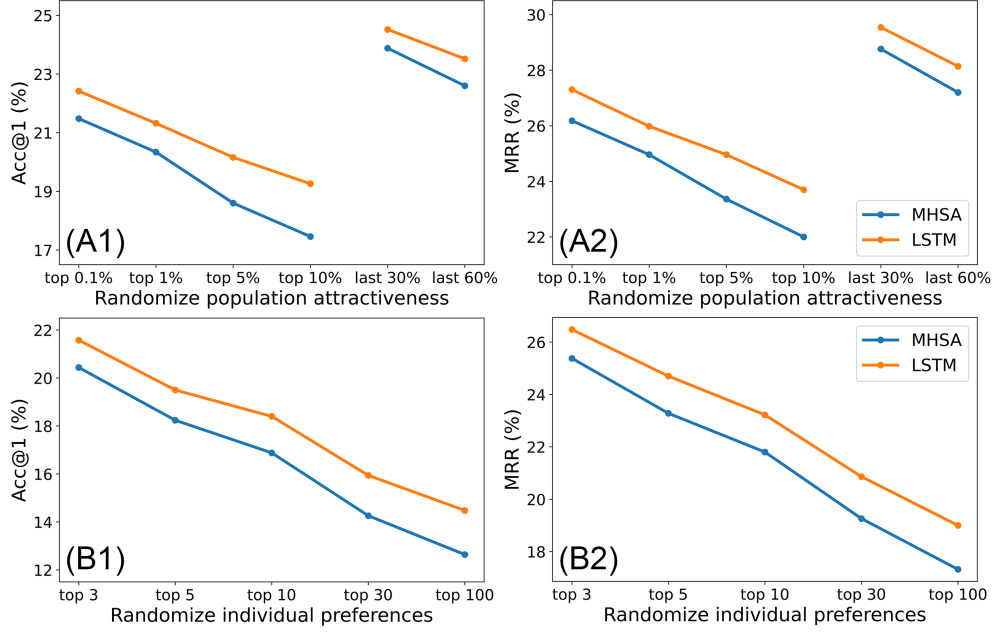 25
23
21
19
17
Acc@1 (%)
(A1)
top 0.1% top 1% top 5% top 10% last 30% last 60%
Randomize population attractiveness
30
28
26
24
22
MRR (%)
MHSA
LSTM
(A2)
top 0.1% top 1% top 5% top 10% last 30% last 60%
Randomize population attractiveness
22
20
18
16
14
12
Acc@1 (%)
(B1)
top 3 top 5 top 10 top 30 top 100
Randomize individual preferences
26
24
22
20
18
MRR (%)
MHSA
LSTM
(B2)
top 3 top 5 top 10 top 30 top 100
Randomize individual preferences